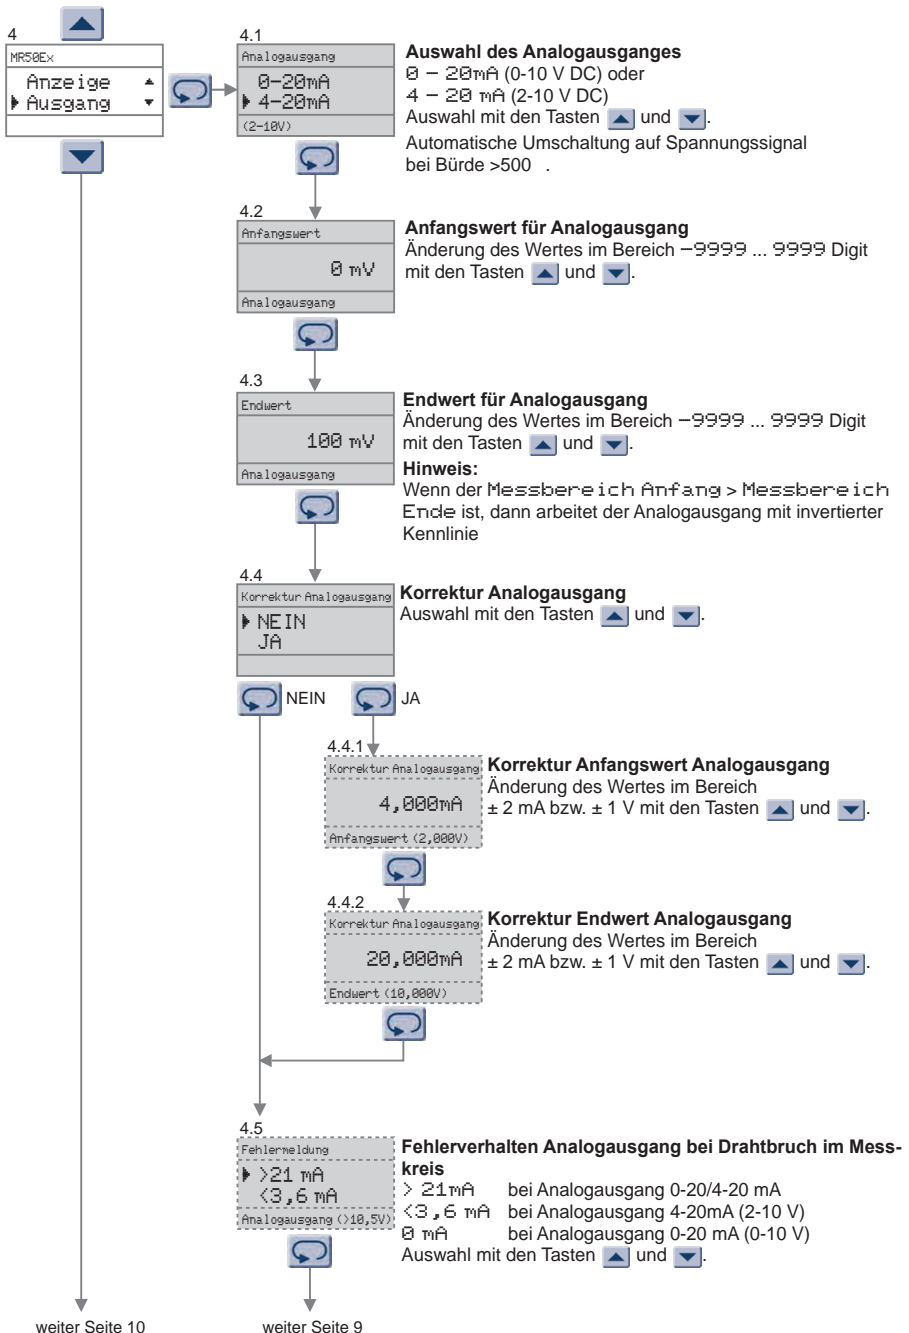 4
MR50Ex
Anzeige
Ausgang
4.1
Analogausgang
0-20mA
4-20mA
(2-10V)
Auswahl des Analogausganges
0 – 20mA (0-10 V DC) oder
4 – 20 mA (2-10 V DC)
Auswahl mit den Tasten und .
Automatische Umschaltung auf Spannungssignal
bei Bürde >500 .
4.2
Anfangswert
0 mV
Analogausgang
Anfangswert für Analogausgang
Änderung des Wertes im Bereich –9999 ... 9999 Digit
mit den Tasten und .
4.3
Endwert
100 mV
Analogausgang
Endwert für Analogausgang
Änderung des Wertes im Bereich –9999 ... 9999 Digit
mit den Tasten und .
Hinweis:
Wenn der Messbereich Anfang > Messbereich
Ende ist, dann arbeitet der Analogausgang mit invertierter
Kennlinie
4.4
Korrektur Analogausgang
NEIN
JA
Korrektur Analogausgang
Auswahl mit den Tasten und .
NEIN JA
4.4.1
Korrektur Analogausgang
4,000mA
Anfangswert (2,000V)
Korrektur Anfangswert Analogausgang
Änderung des Wertes im Bereich
± 2 mA bzw. ± 1 V mit den Tasten und .
4.4.2
Korrektur Analogausgang
20,000mA
Endwert (10,000V)
Korrektur Endwert Analogausgang
Änderung des Wertes im Bereich
± 2 mA bzw. ± 1 V mit den Tasten und .
4.5
Fehlermeldung
>21 mA
<3,6 mA
Analogausgang (>10,5V)
Fehlerverhalten Analogausgang bei Drahtbruch im Mess-
kreis
> 21mA bei Analogausgang 0-20/4-20 mA
<3,6 mA bei Analogausgang 4-20mA (2-10 V)
0 mA bei Analogausgang 0-20 mA (0-10 V)
Auswahl mit den Tasten und .
weiter Seite 10
weiter Seite 9